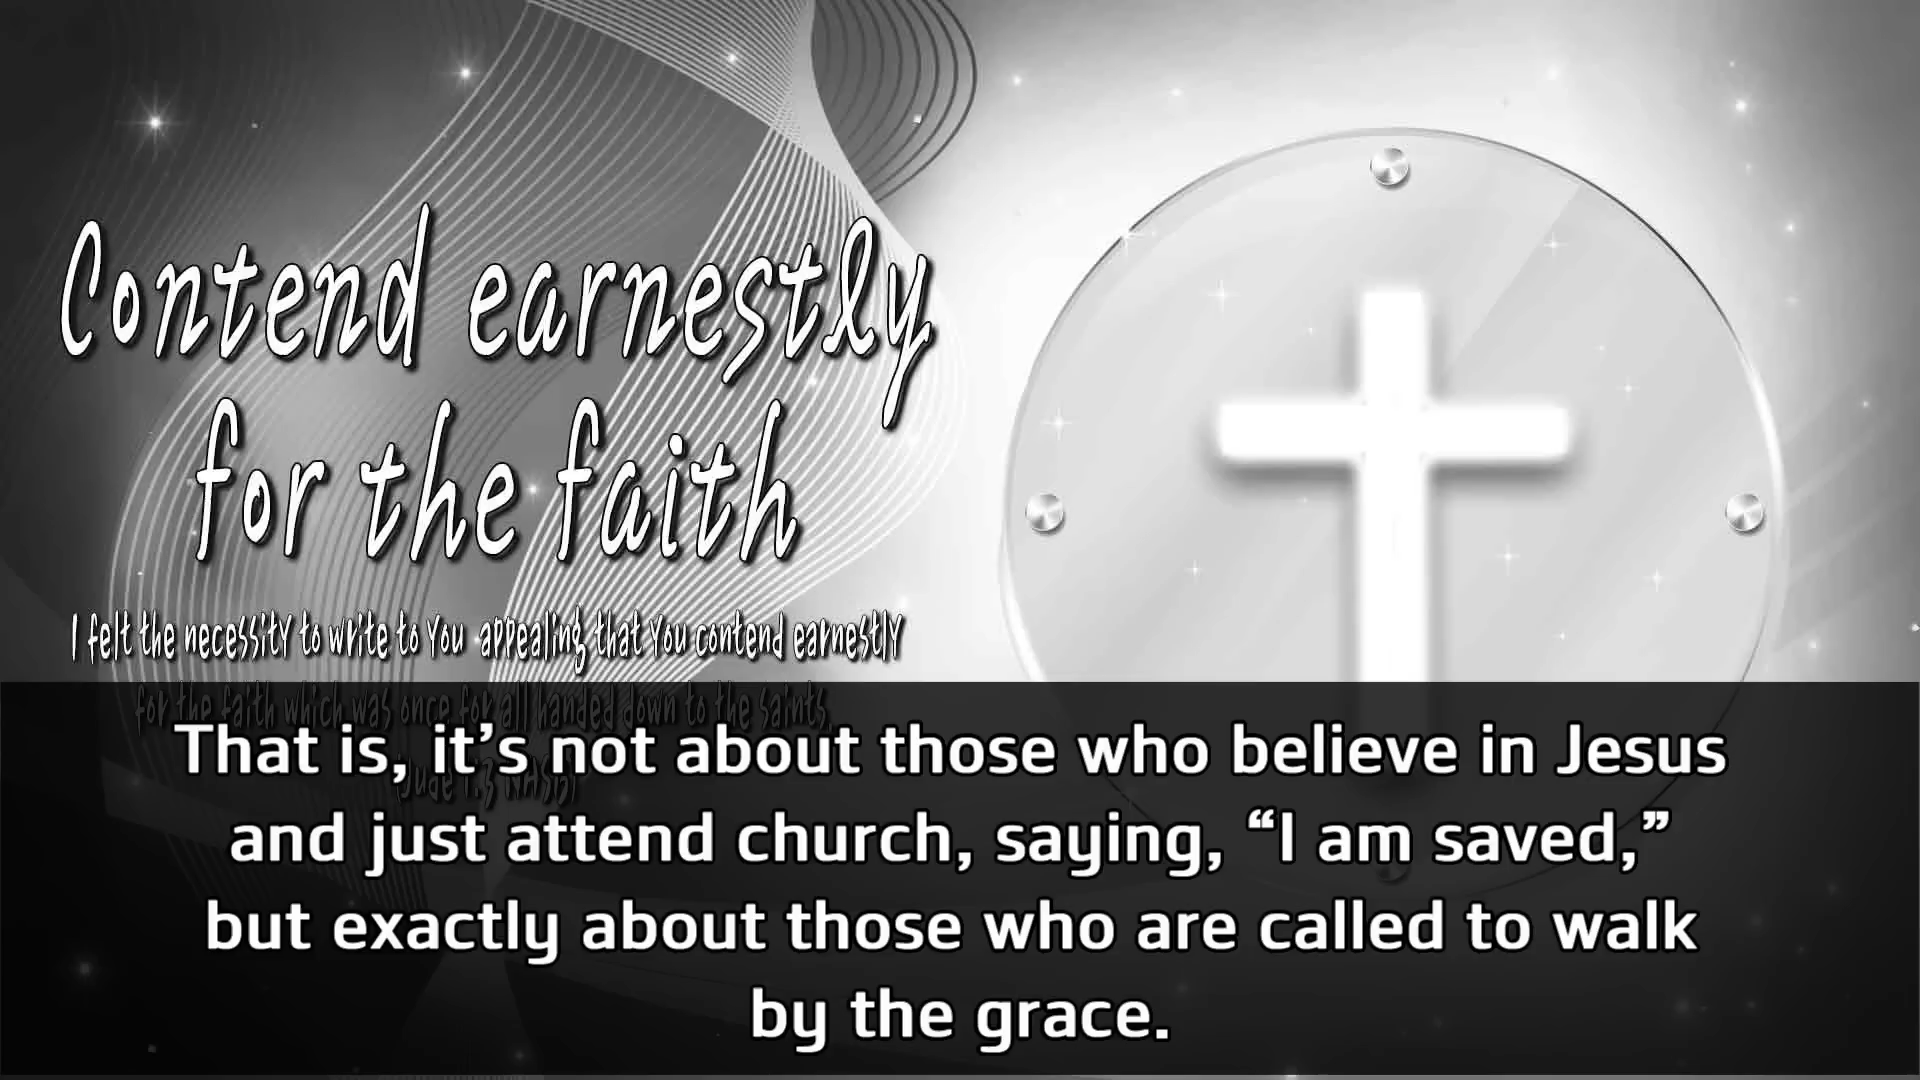 Contend earnestly
for the faith
I felt the necessity to write to you appealing that you contend earnestly
for the faith which was once for all handed down to the saints.
(Jude 1:3 NASB)
That is, it’s not about those who believe in Jesus
and just attend church, saying, “I am saved,”
but exactly about those who are called to walk
by the grace.